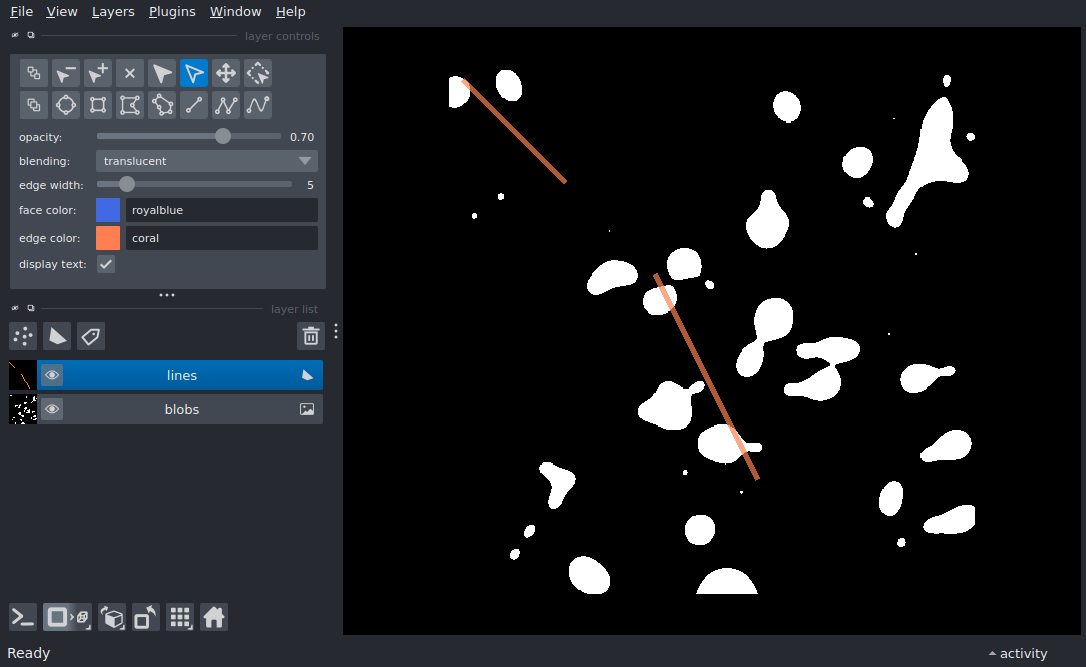 File View Layers Plugins Window Help
layer controls
opacity: 0.70
blending: translucent
edge width: 5
face color: royalblue
edge color: coral
display text:
layer list
lines
blobs
Ready
activity